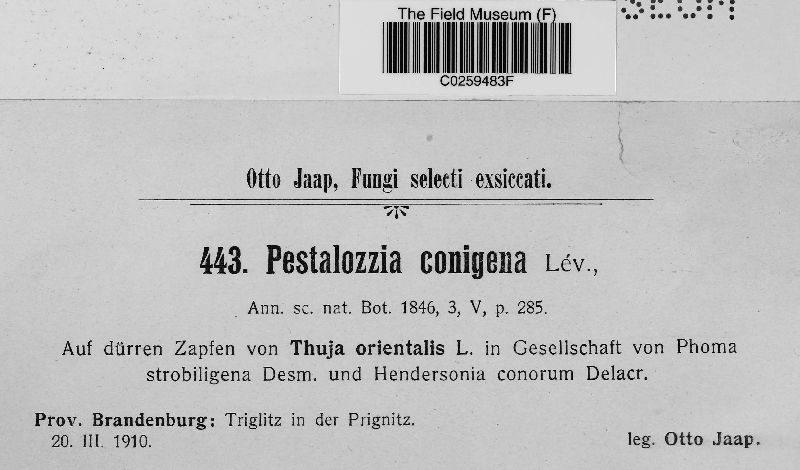 The Field Museum (F)
C0259483F
Otto Jaap, Fungi selecti exsiccati.
443. Pestalozzia conigena Lév.,
Ann. sc. nat. Bot. 1846, 3, V, p. 285.
Auf dürren Zapfen von Thuja orientalis L. in Gesellschaft von Phoma
strobiligena Desm. und Hendersonia conorum Delacr.
Prov. Brandenburg: Triglitz in der Prignitz.
20. III. 1910.
leg. Otto Jaap.